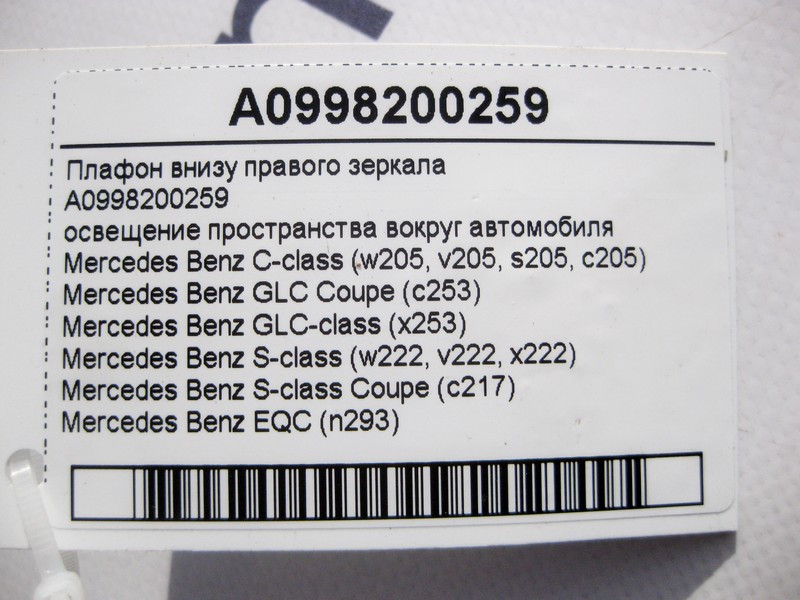 A0998200259
Плафон внизу правого зеркала
A0998200259
освещение пространства вокруг автомобиля
Mercedes Benz C-class (w205, v205, s205, c205)
Mercedes Benz GLC Coupe (c253)
Mercedes Benz GLC-class (x253)
Mercedes Benz S-class (w222, v222, x222)
Mercedes Benz S-class Coupe (c217)
Mercedes Benz EQC (n293)